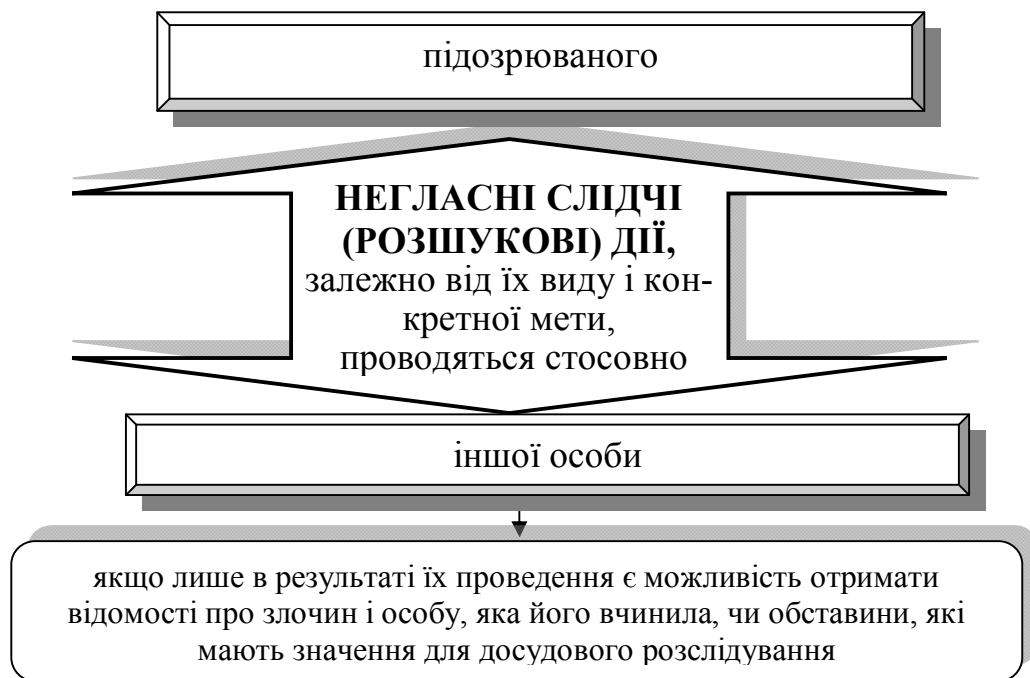 підозрюваного
НЕГЛАСНІ СЛІДЧІ
(РОЗШУКОВІ) ДІЇ,
залежно від їх виду і кон-
кретної мети,
проводяться стосовно
іншої особи
якщо лише в результаті їх проведення є можливість отримати
відомості про злочин і особу, яка його вчинила, чи обставини, які
мають значення для досудового розслідування